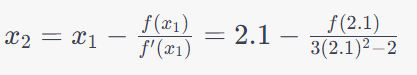 x₂ = x₁ − f(x₁)/f′(x₁) = 2.1 − f(2.1)/3(2.1)²−2